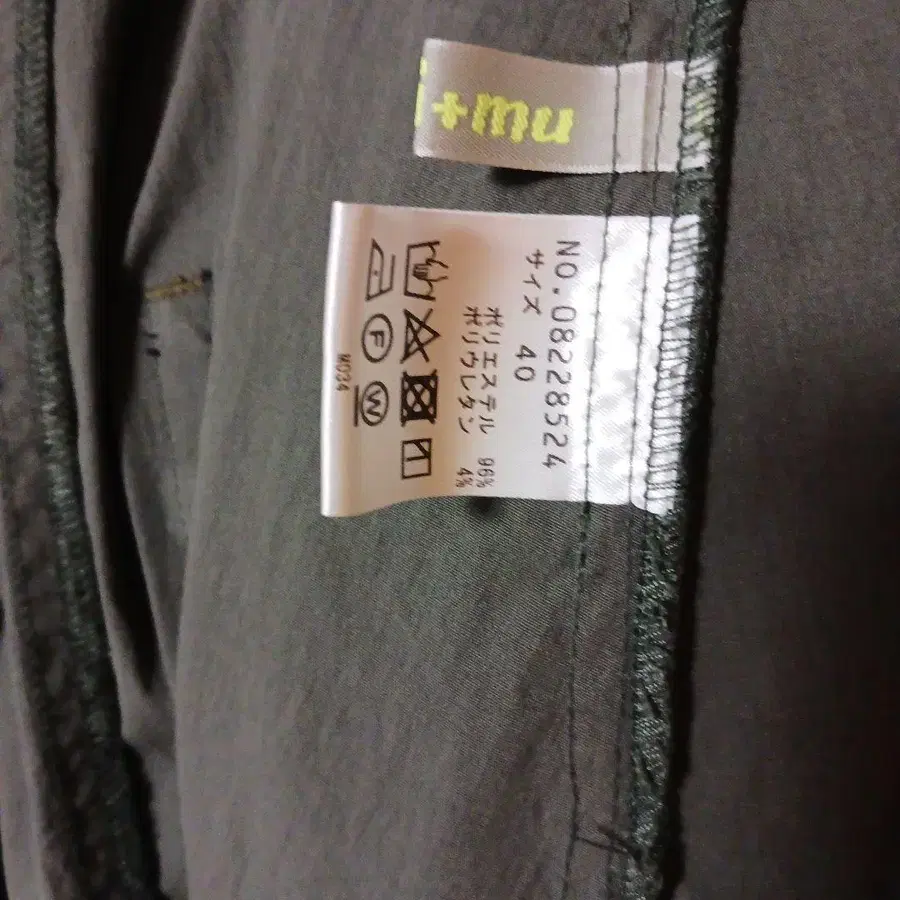 i+mu
NO.08228524
サイズ 40
ポリエステル 96%
ポリウレタン 4%
F W
M034